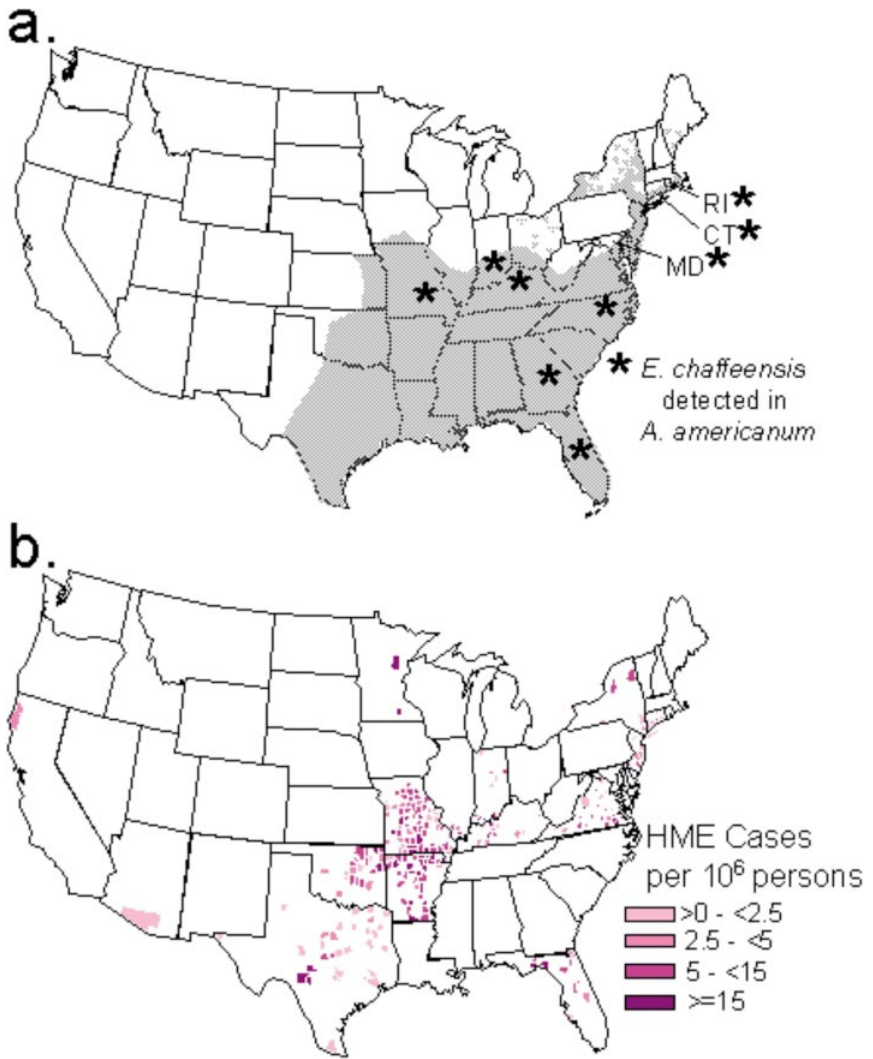 a.
RI*
CT*
MD*
* E. chaffeensis
detected in
A. americanum
b.
HME Cases
per 10⁶ persons
>0 - <2.5
2.5 - <5
5 - <15
>=15